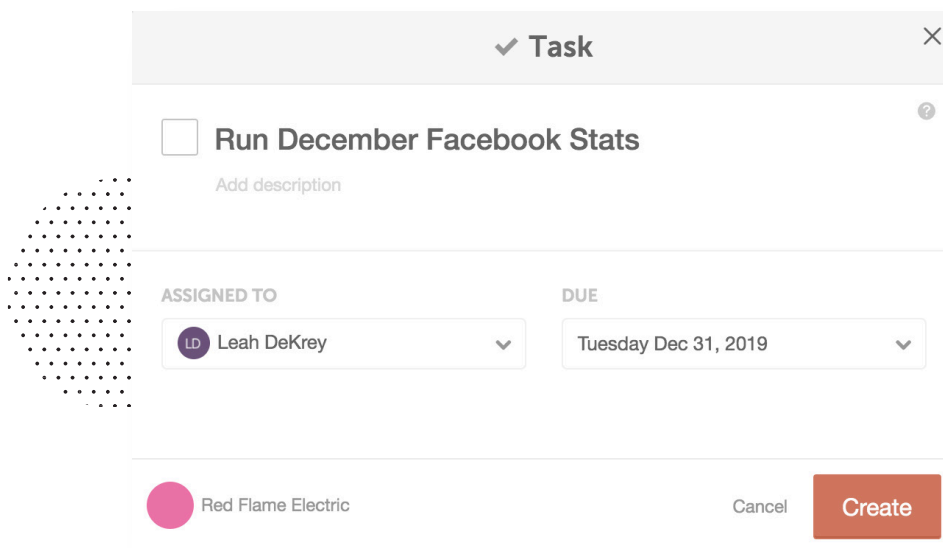 Task
Run December Facebook Stats
Add description
ASSIGNED TO
DUE
LD Leah DeKrey
Tuesday Dec 31, 2019
Red Flame Electric
Cancel
Create
?